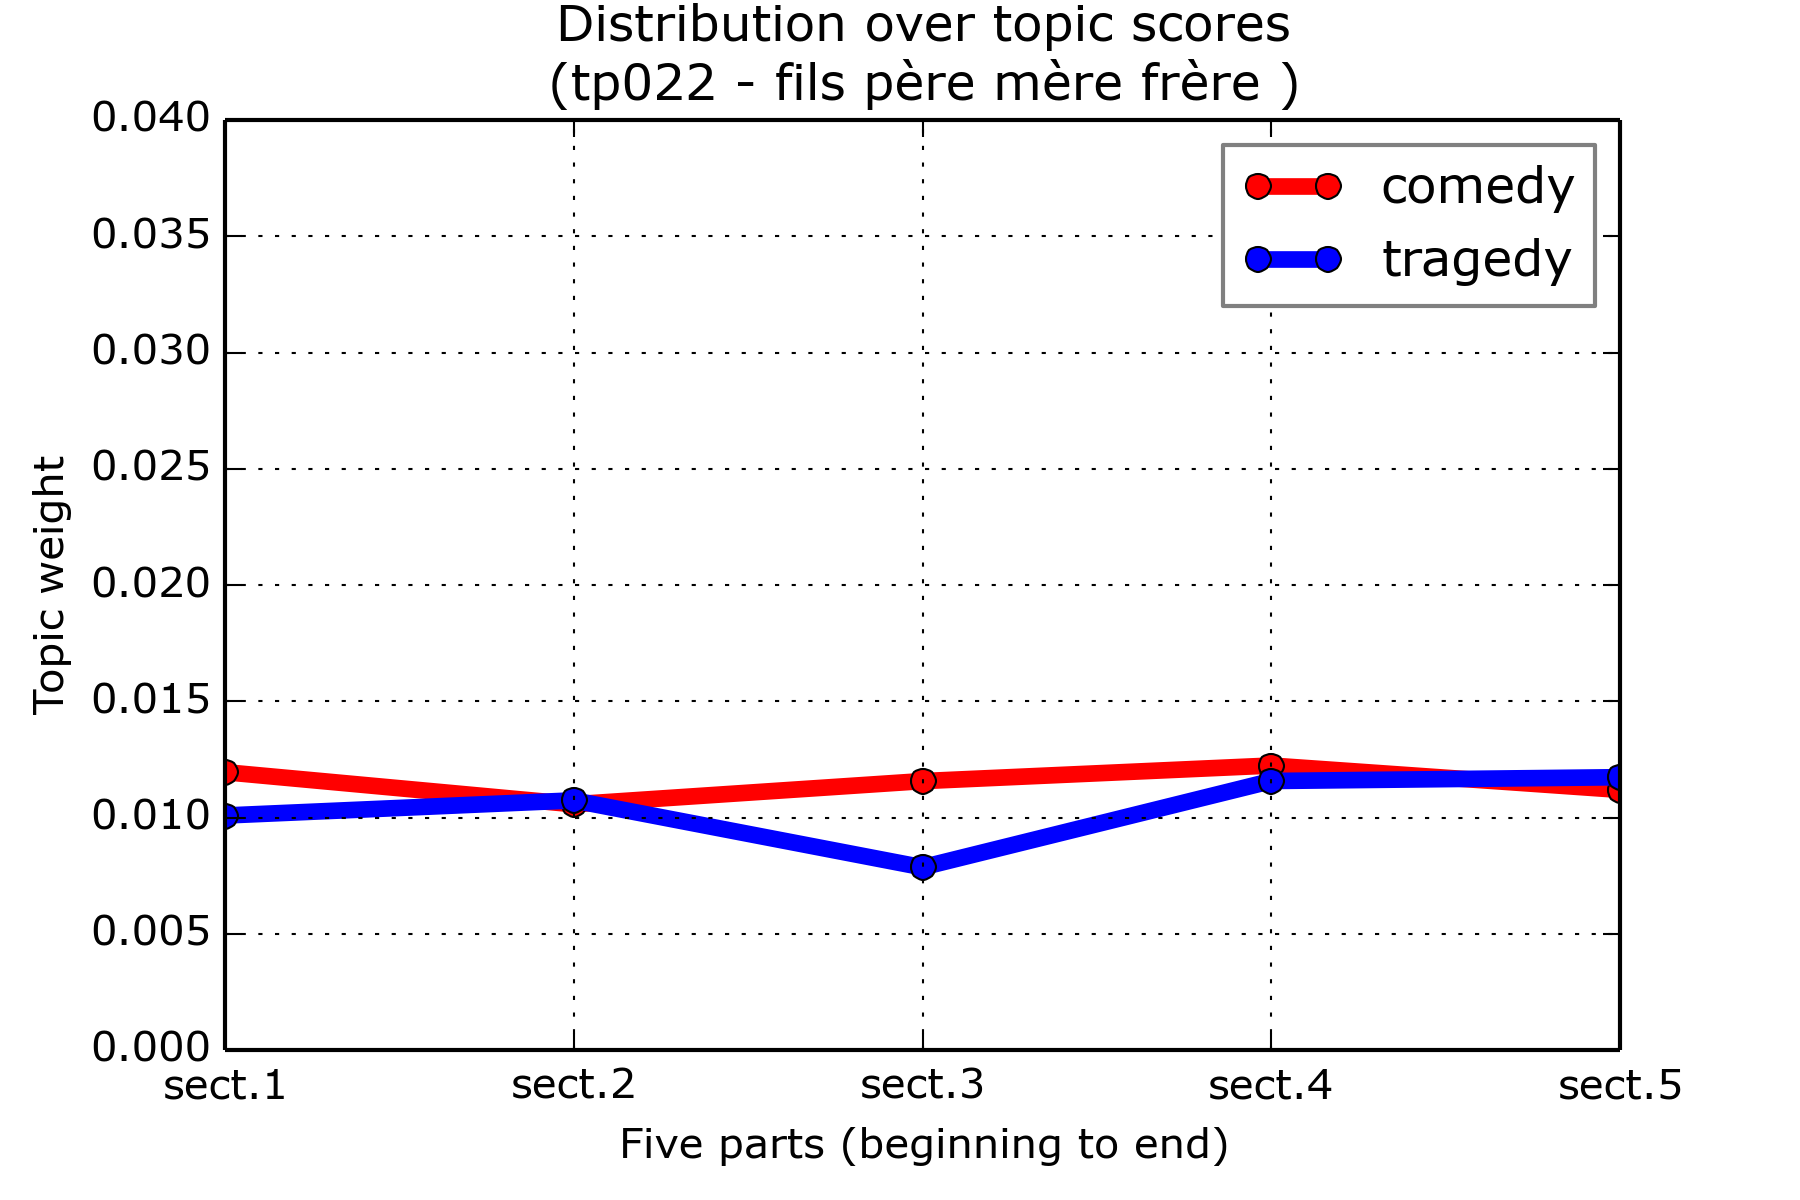 Distribution over topic scores
(tp022 - fils père mère frère )
comedy
tragedy
Topic weight
0.040
0.035
0.030
0.025
0.020
0.015
0.010
0.005
0.000
sect.1 sect.2 sect.3 sect.4 sect.5
Five parts (beginning to end)